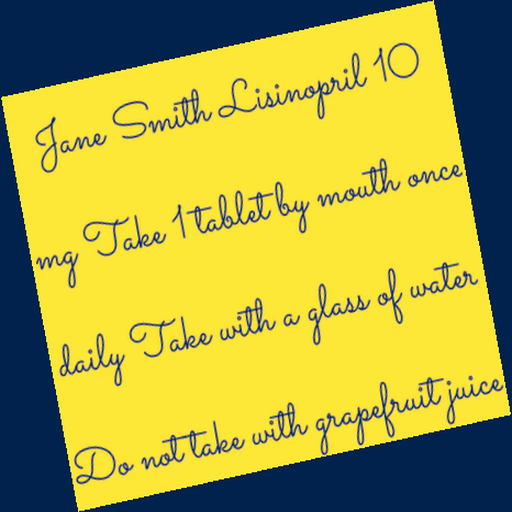 Jane Smith Lisinopril 10
mg Take 1 tablet by mouth once
daily Take with a glass of water
Do not take with grapefruit juice